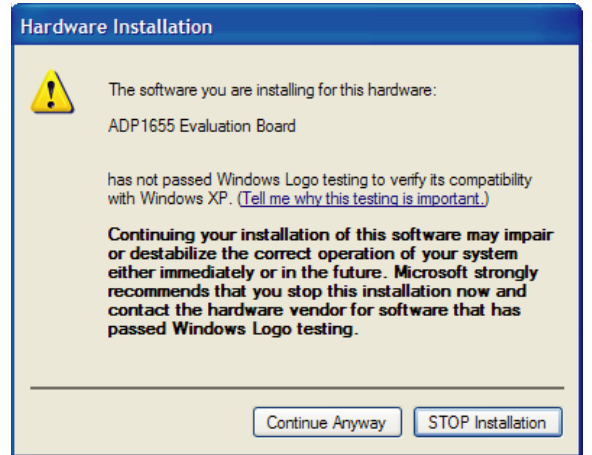 Hardware Installation
The software you are installing for this hardware:
ADP1655 Evaluation Board
has not passed Windows Logo testing to verify its compatibility
with Windows XP. (Tell me why this testing is important.)
Continuing your installation of this software may impair
or destabilize the correct operation of your system
either immediately or in the future. Microsoft strongly
recommends that you stop this installation now and
contact the hardware vendor for software that has
passed Windows Logo testing.
Continue Anyway STOP Installation